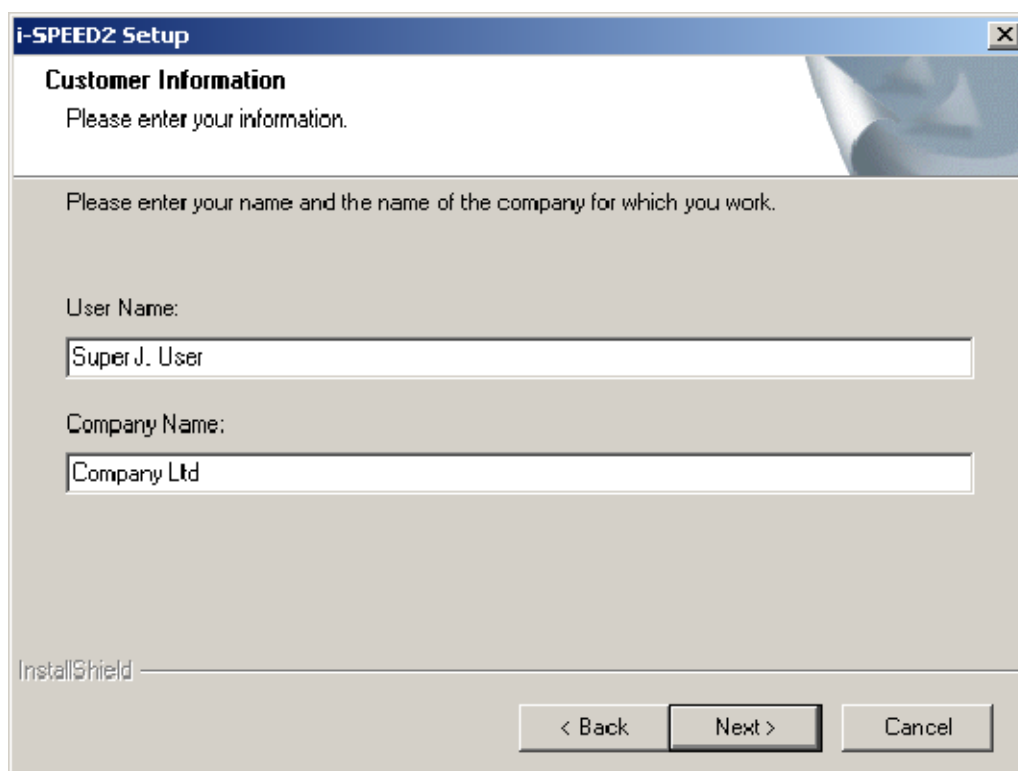 i-SPEED2 Setup
Customer Information
Please enter your information.
Please enter your name and the name of the company for which you work.
User Name:
Super J. User
Company Name:
Company Ltd
InstallShield
< Back Next > Cancel